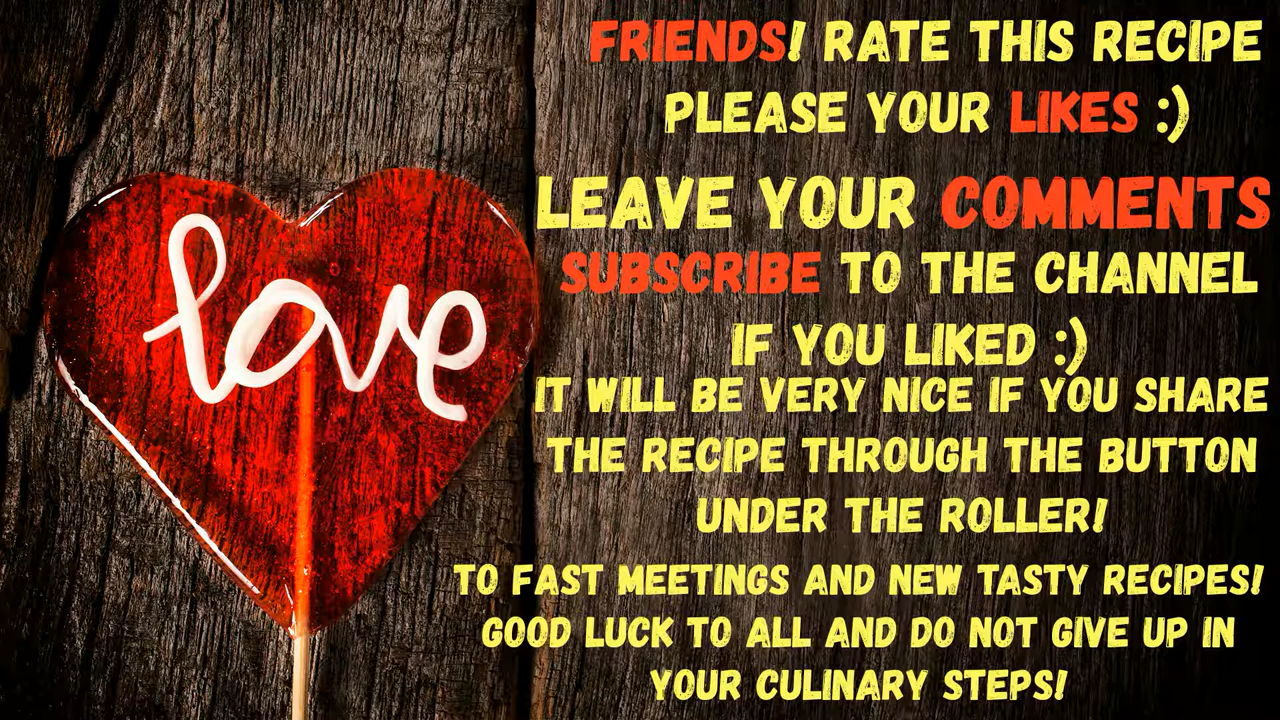 love
FRIENDS! RATE THIS RECIPE
PLEASE YOUR LIKES :)
LEAVE YOUR COMMENTS
SUBSCRIBE TO THE CHANNEL
IF YOU LIKED :)
IT WILL BE VERY NICE IF YOU SHARE
THE RECIPE THROUGH THE BUTTON
UNDER THE ROLLER!
TO FAST MEETINGS AND NEW TASTY RECIPES!
GOOD LUCK TO ALL AND DO NOT GIVE UP IN
YOUR CULINARY STEPS!